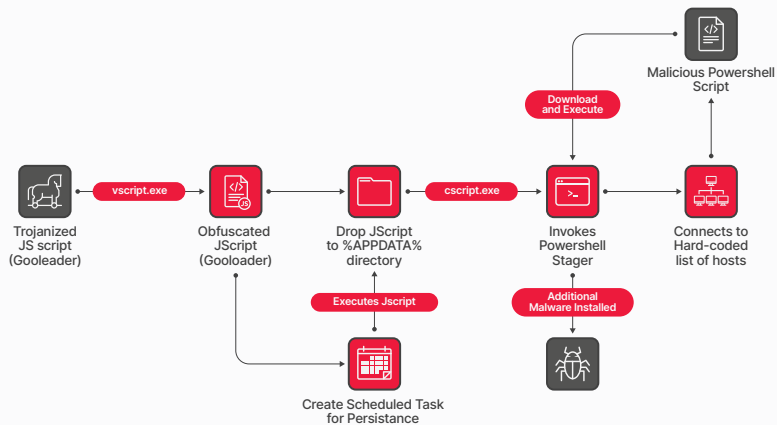 Malicious Powershell
Script
Download
and Execute
vscript.exe
cscript.exe
Trojanized
JS script
(Gooleader)
JS
Obfuscated
JScript
(Gooloader)
Drop JScript
to %APPDATA%
directory
Invokes
Powershell
Stager
Connects to
Hard-coded
list of hosts
Executes Jscript
Additional
Malware Installed
Create Scheduled Task
for Persistance